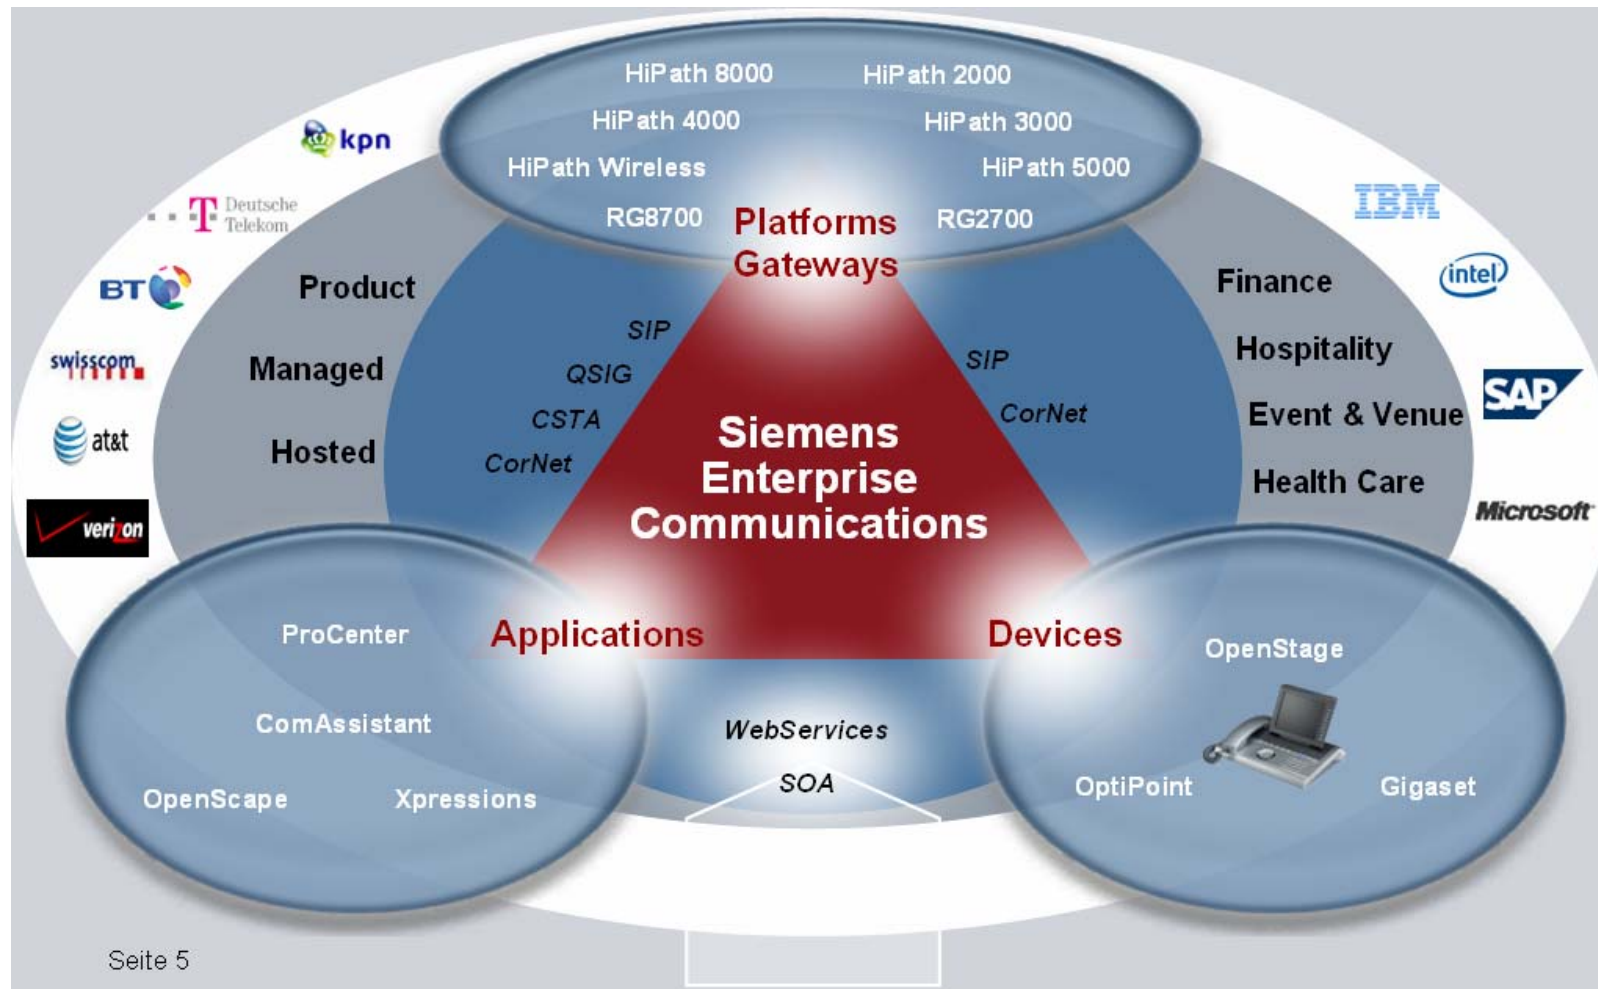 HiPath 8000
HiPath 2000
HiPath 4000
HiPath 3000
HiPath Wireless
HiPath 5000
RG8700
RG2700
Platforms
Gateways
kpn
Deutsche
Telekom
T
BT
swisscom
at&t
verizon
Product
Managed
Hosted
SIP
QSIG
CSTA
CorNet
Siemens
Enterprise
Communications
SIP
CorNet
Finance
Hospitality
Event & Venue
Health Care
IBM
intel
SAP
Microsoft
Applications
ProCenter
ComAssistant
OpenScape
Xpressions
WebServices
SOA
Devices
OpenStage
OptiPoint
Gigaset
Seite 5